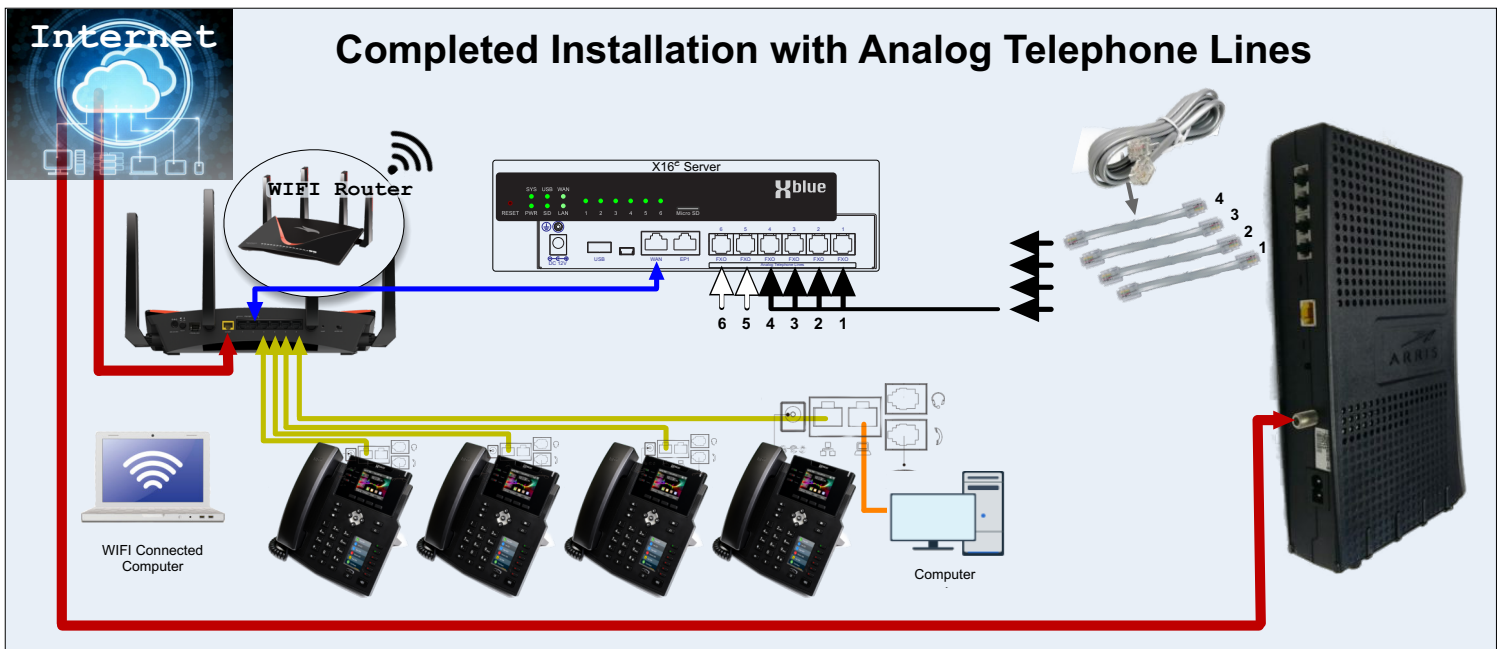 Internet
Completed Installation with Analog Telephone Lines
WIFI Router
X16e Server
SYS USB WAN
Xblue
RESET PWR SD LAN 1 2 3 4 5 6 Micro SD
6 5 4 3 2 1
DC 12V USB WAN EP1 FXO FXO FXO FXO FXO FXO
Analog Telephone Lines
6 5 4 3 2 1
4
3
2
1
ARRIS
WIFI Connected
Computer
Computer